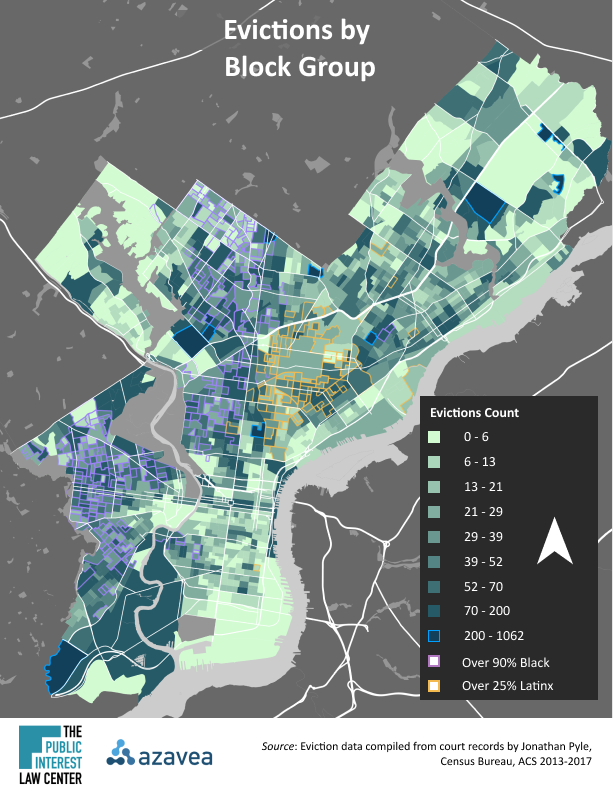 Evictions by
Block Group
Evictions Count
0 - 6
6 - 13
13 - 21
21 - 29
29 - 39
39 - 52
52 - 70
70 - 200
200 - 1062
Over 90% Black
Over 25% Latinx
THE
PUBLIC
INTEREST
LAW CENTER
azavea
Source: Eviction data compiled from court records by Jonathan Pyle,
Census Bureau, ACS 2013-2017